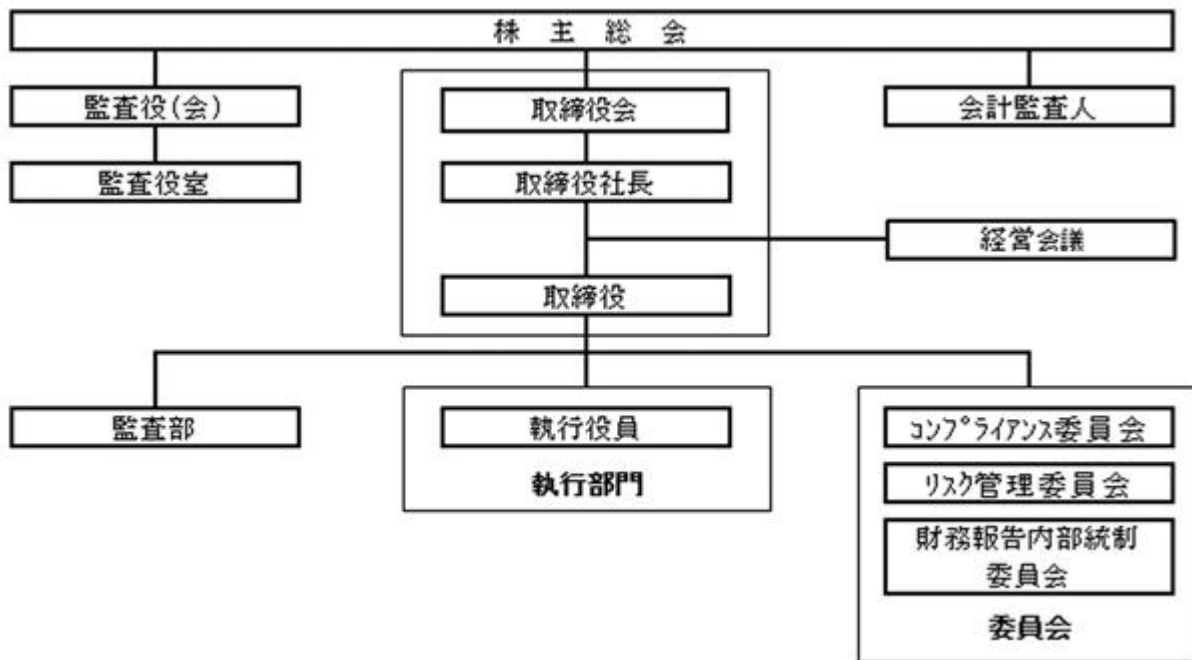 株主総会
監査役(会)
取締役会
会計監査人
監査役室
取締役社長
経営会議
取締役
監査部
執行役員
執行部門
ｺﾝﾌﾟﾗｲｱﾝｽ委員会
ﾘｽｸ管理委員会
財務報告内部統制
委員会
委員会